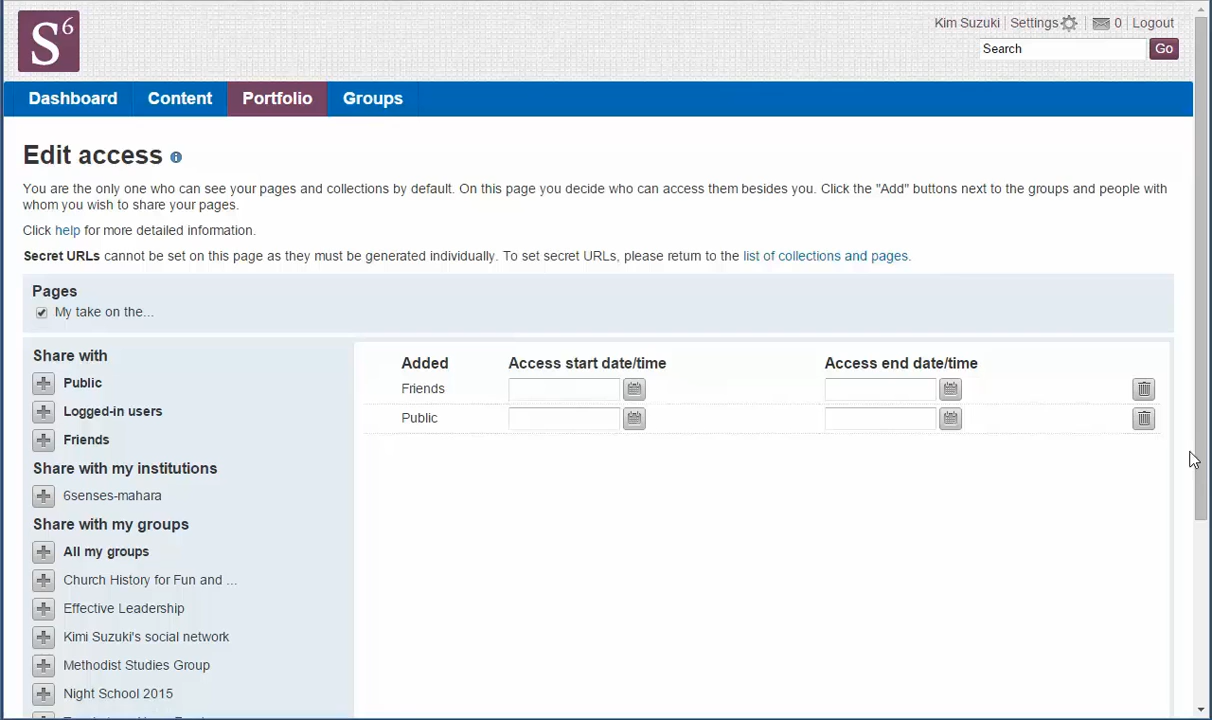 S6
Kim Suzuki Settings 0 Logout
Search Go
Dashboard Content Portfolio Groups
Edit access
You are the only one who can see your pages and collections by default. On this page you decide who can access them besides you. Click the "Add" buttons next to the groups and people with
whom you wish to share your pages.
Click help for more detailed information.
Secret URLs cannot be set on this page as they must be generated individually. To set secret URLs, please return to the list of collections and pages.
Pages
My take on the...
Share with
Public
Logged-in users
Friends
Share with my institutions
6senses-mahara
Share with my groups
All my groups
Church History for Fun and ...
Effective Leadership
Kimi Suzuki's social network
Methodist Studies Group
Night School 2015
Added Access start date/time Access end date/time
Friends
Public